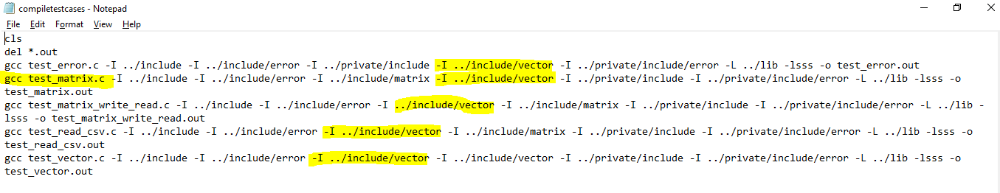 compiletestcases - Notepad
File Edit Format View Help
cls
del *.out
gcc test_error.c -I ../include -I ../include/error -I ../private/include -I ../include/vector -I ../private/include/error -L ../lib -lsss -o test_error.out
gcc test_matrix.c -I ../include -I ../include/error -I ../include/matrix -I ../include/vector -I ../private/include -I ../private/include/error -L ../lib -lsss -o
test_matrix.out
gcc test_matrix_write_read.c -I ../include -I ../include/error -I ../include/vector -I ../include/matrix -I ../private/include -I ../private/include/error -L ../lib -
lsss -o test_matrix_write_read.out
gcc test_read_csv.c -I ../include -I ../include/error -I ../include/vector -I ../include/matrix -I ../private/include -I ../private/include/error -L ../lib -lsss -o
test_read_csv.out
gcc test_vector.c -I ../include -I ../include/error -I ../include/vector -I ../include/vector -I ../private/include -I ../private/include/error -L ../lib -lsss -o
test_vector.out